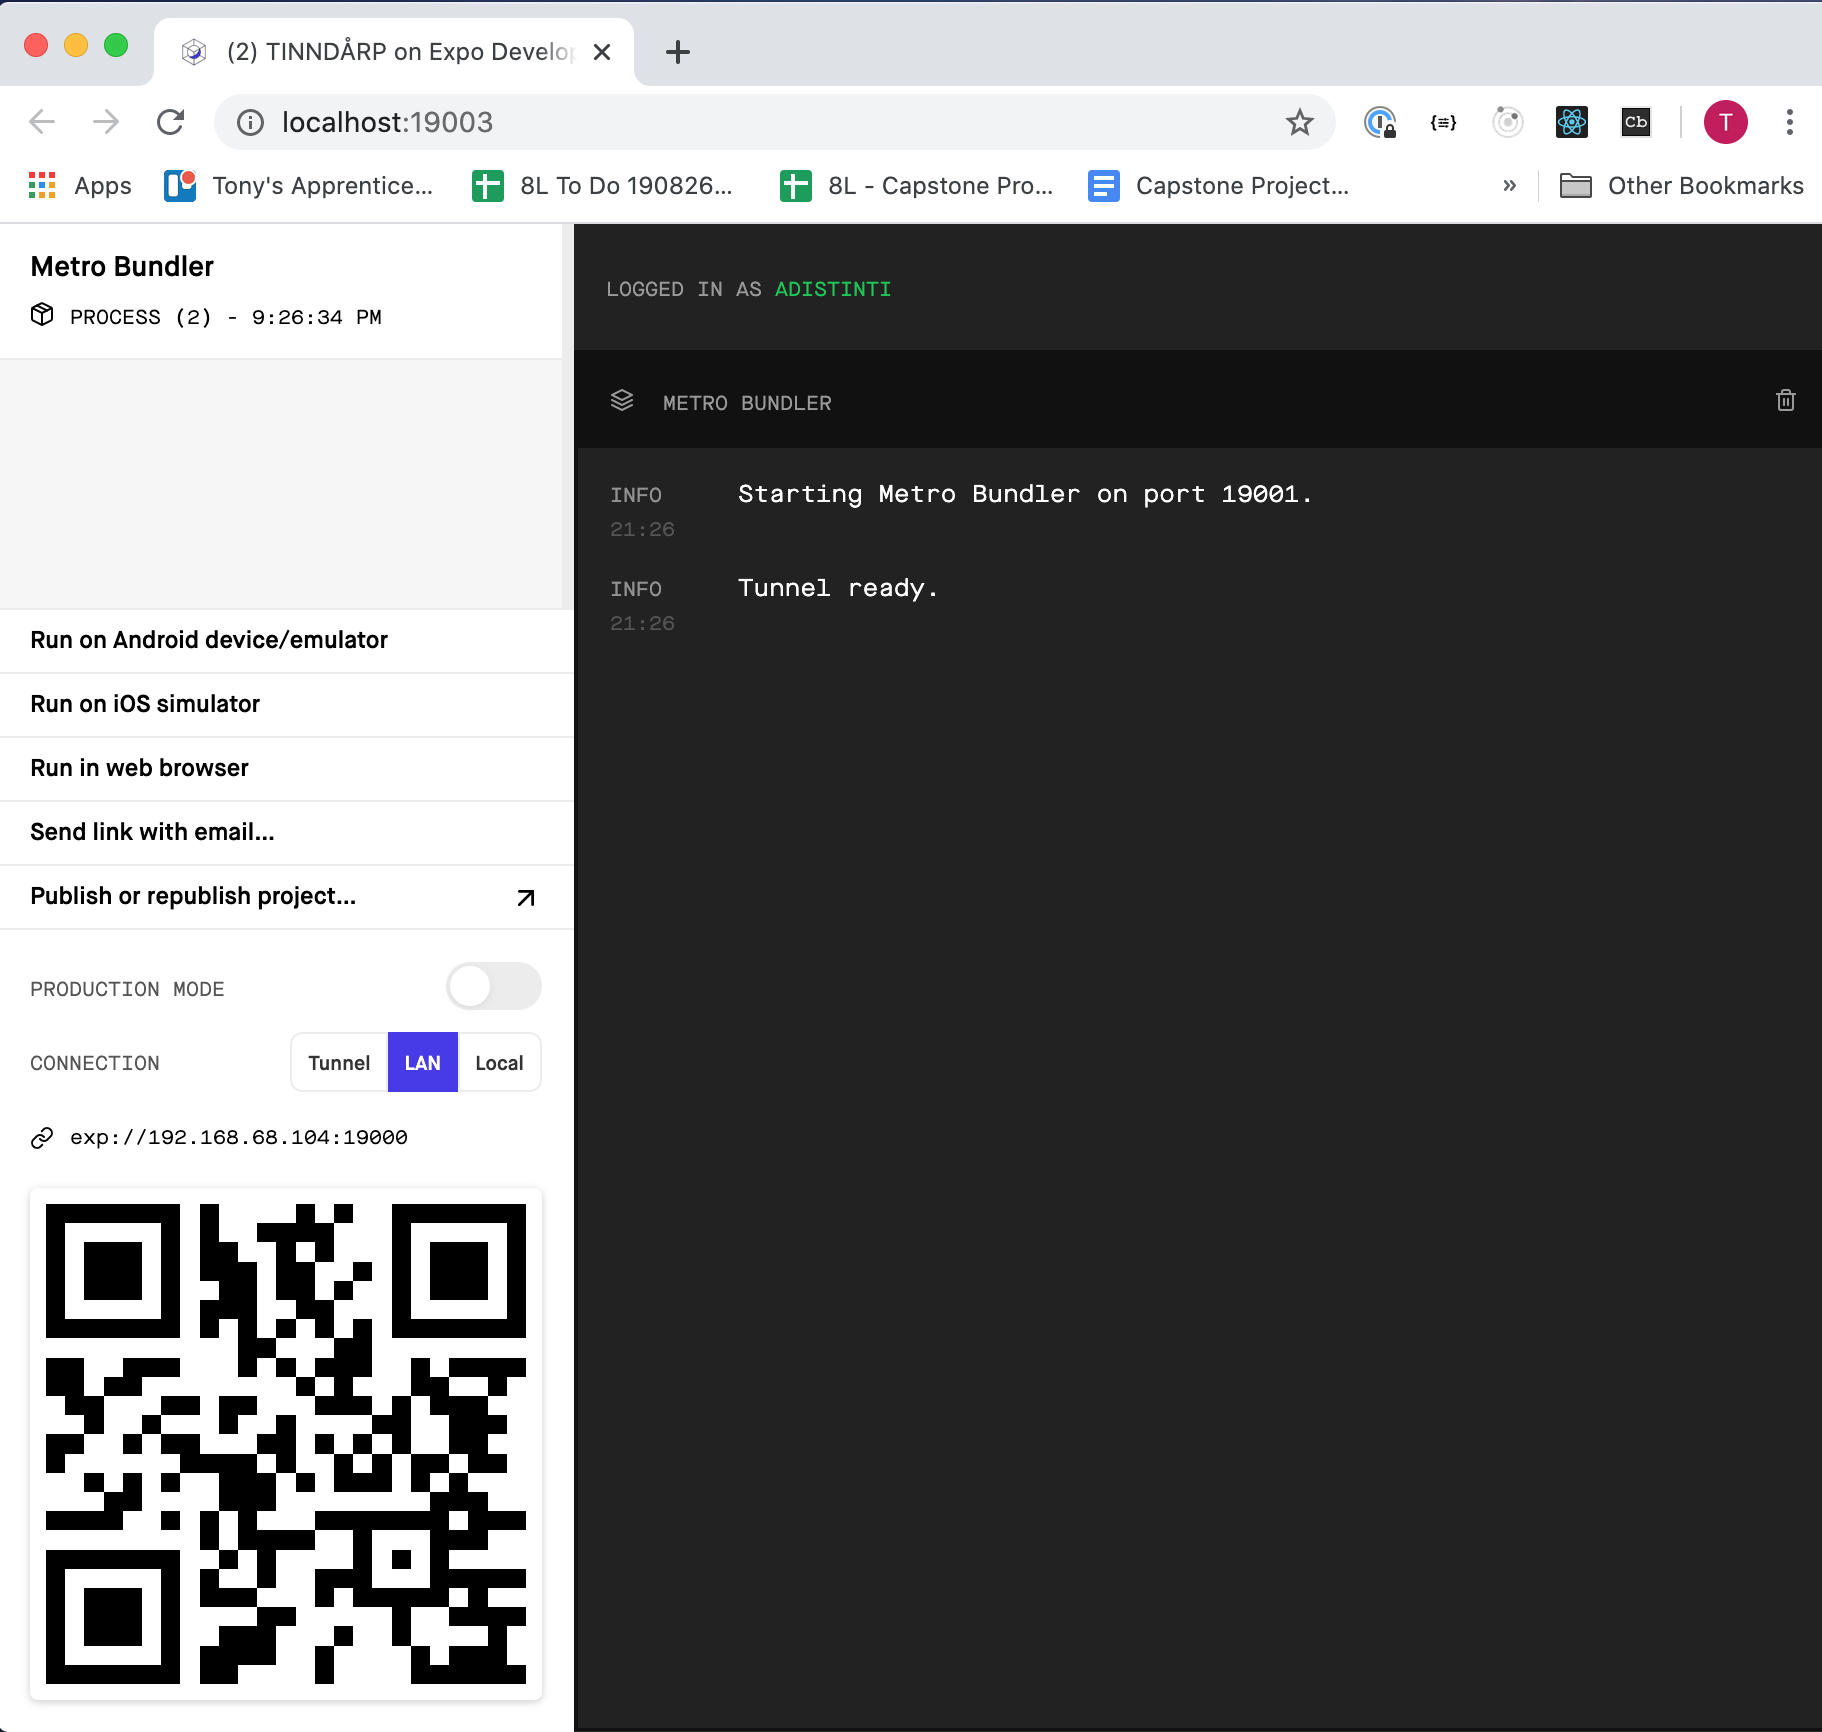 (2) TINNDÅRP on Expo Develop
localhost:19003
{≡}
Cb
T
Apps
Tony's Apprentice...
8L To Do 190826...
8L - Capstone Pro...
Capstone Project...
»
Other Bookmarks
Metro Bundler
PROCESS (2) - 9:26:34 PM
Run on Android device/emulator
Run on iOS simulator
Run in web browser
Send link with email...
Publish or republish project...
PRODUCTION MODE
CONNECTION
Tunnel
LAN
Local
exp://192.168.68.104:19000
LOGGED IN AS ADISTINTI
METRO BUNDLER
INFO Starting Metro Bundler on port 19001.
21:26
INFO Tunnel ready.
21:26